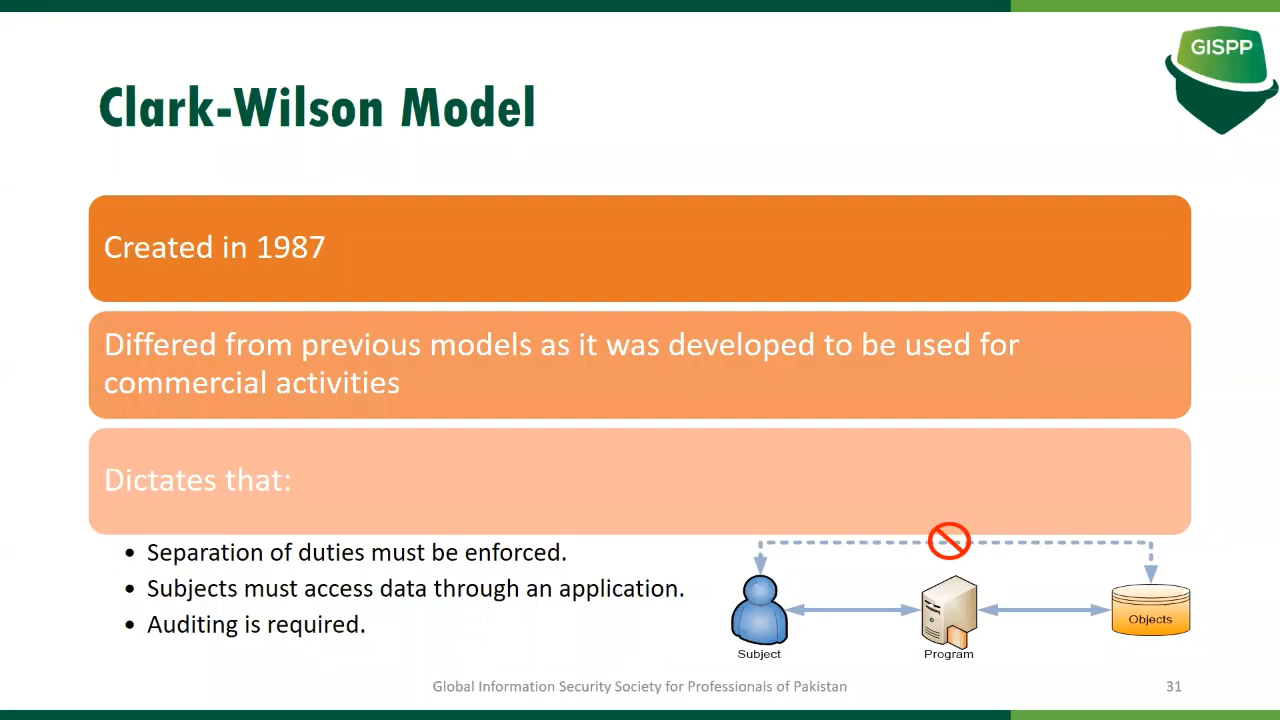 GISPP
Clark-Wilson Model
Created in 1987
Differed from previous models as it was developed to be used for
commercial activities
Dictates that:
• Separation of duties must be enforced.
• Subjects must access data through an application.
• Auditing is required.
Subject
Program
Objects
Global Information Security Society for Professionals of Pakistan
31